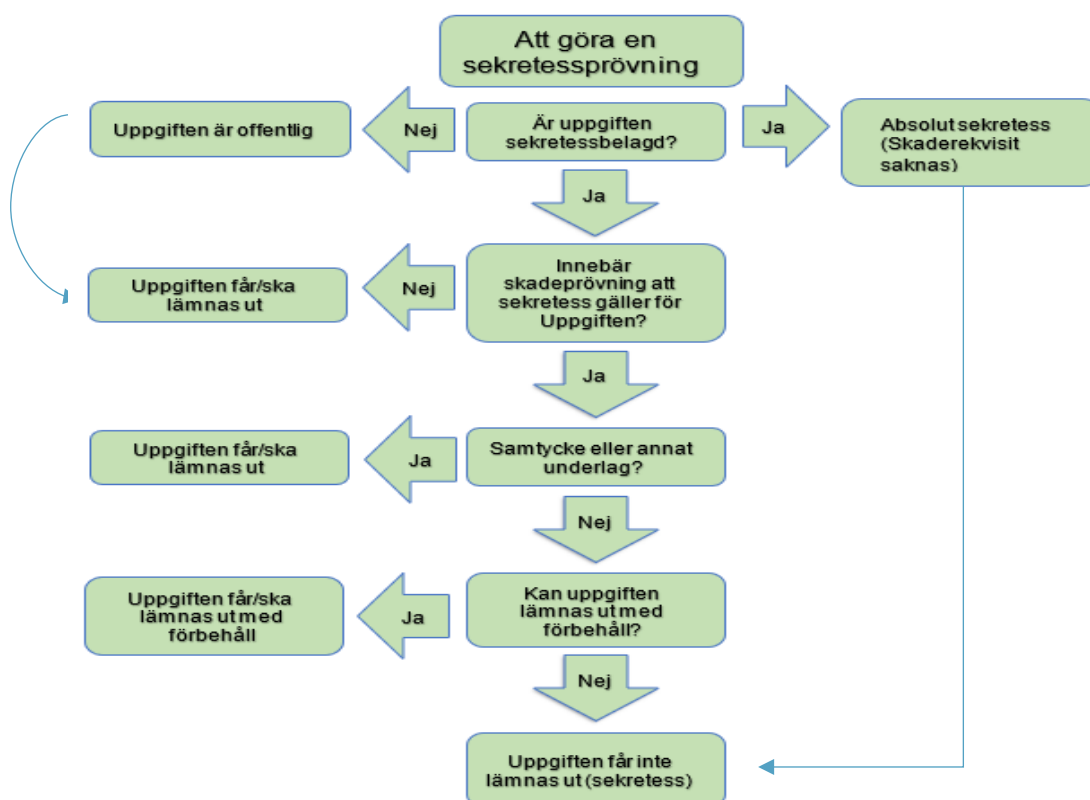 Att göra en
sekretessprövning
Uppgiften är offentlig
Nej
Är uppgiften
sekretessbelagd?
Ja
Absolut sekretess
(Skaderekvisit
saknas)
Ja
Uppgiften får/ska
lämnas ut
Nej
Innebär
skadeprövning att
sekretess gäller för
Uppgiften?
Ja
Uppgiften får/ska
lämnas ut
Ja
Samtycke eller annat
underlag?
Nej
Uppgiften får/ska
lämnas ut med
förbehåll
Ja
Kan uppgiften
lämnas ut med
förbehåll?
Nej
Uppgiften får inte
lämnas ut (sekretess)